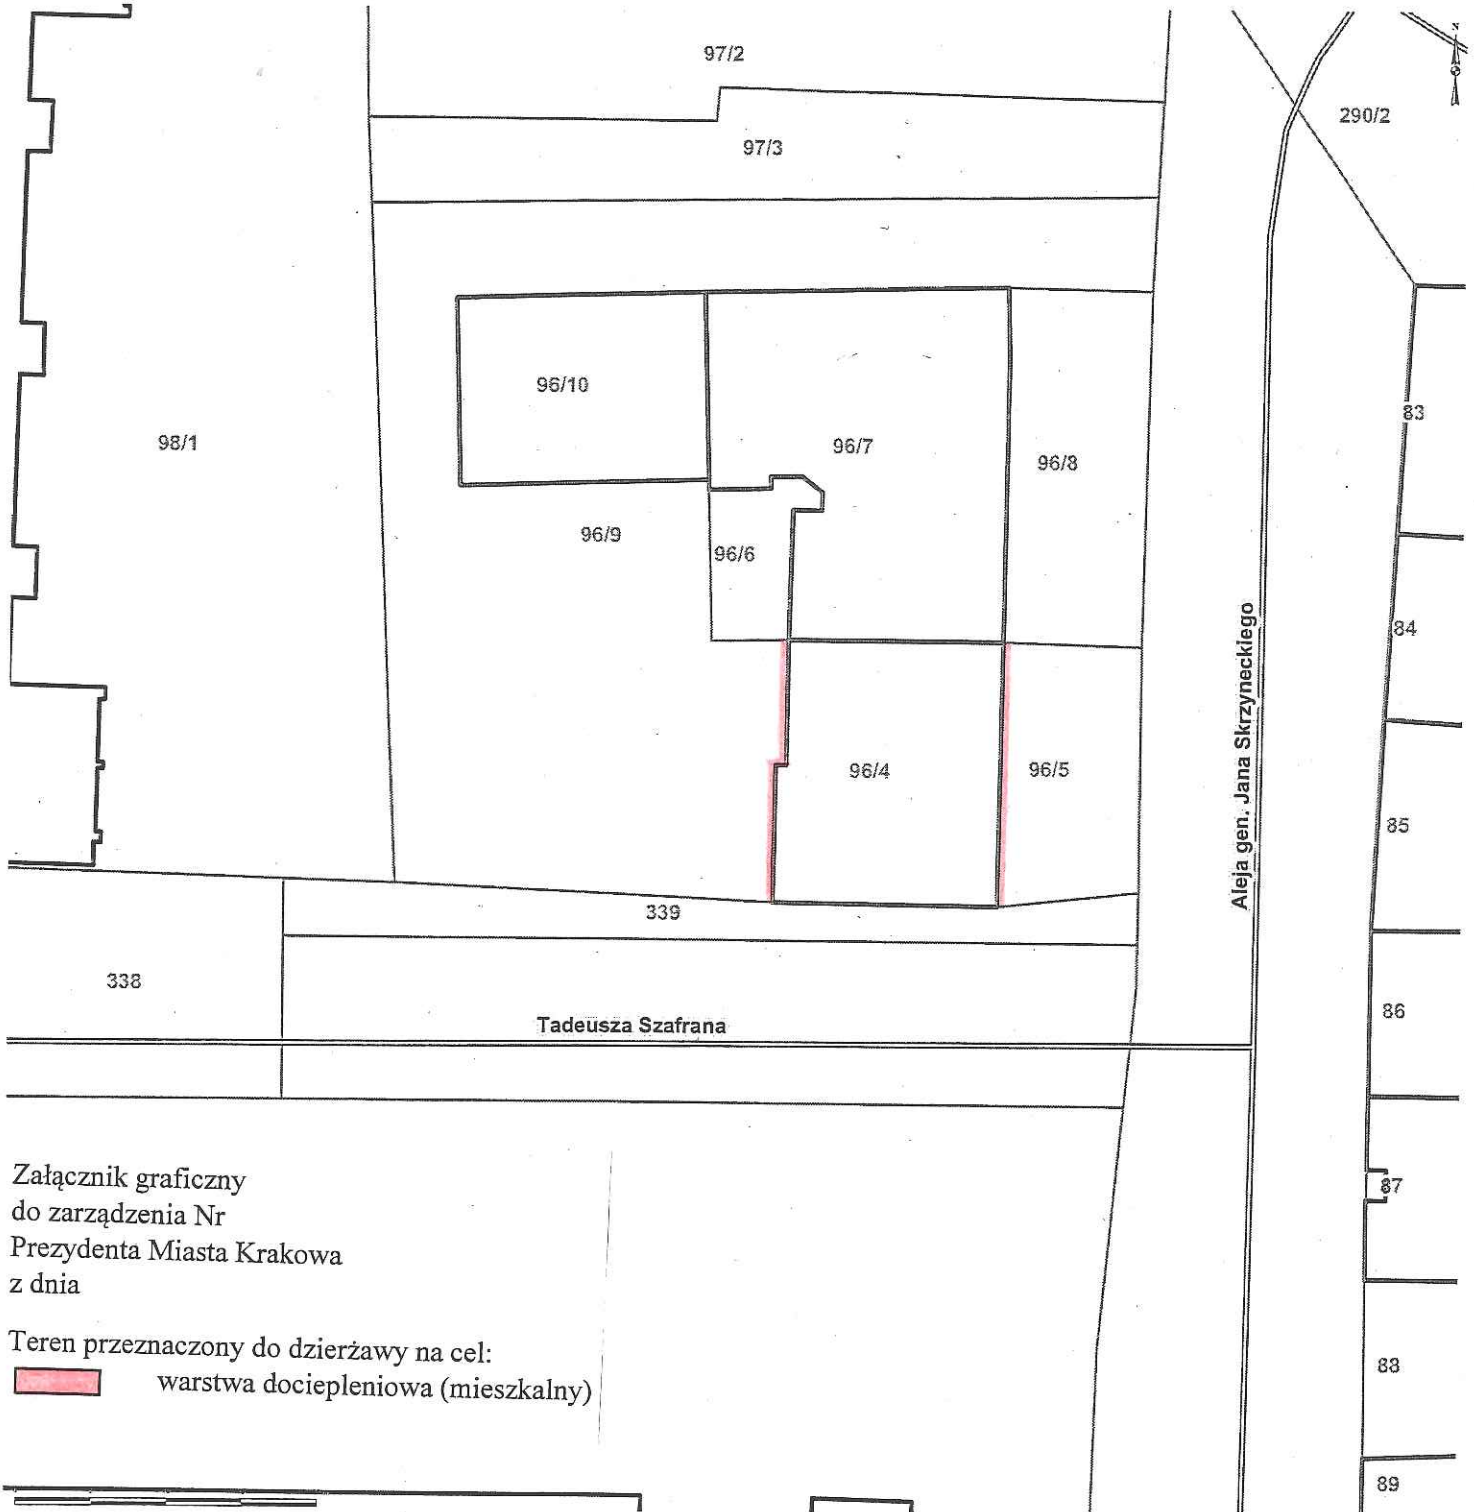 97/2
N
290/2
97/3
96/10
83
98/1
96/7
96/8
96/9
96/6
84
Aleja gen. Jana Skrzyneckiego
96/4
96/5
85
339
338
86
Tadeusza Szafrana
Załącznik graficzny
do zarządzenia Nr
Prezydenta Miasta Krakowa
z dnia
87
Teren przeznaczony do dzierżawy na cel:
warstwa dociepleniowa (mieszkalny)
88
89